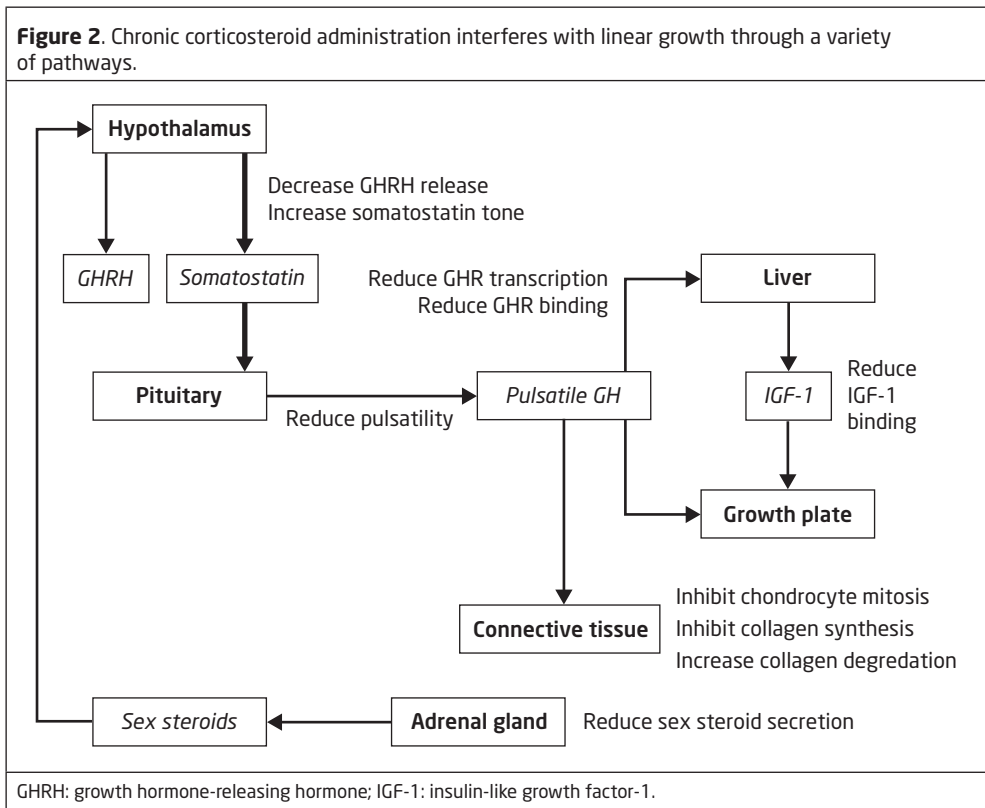 Figure 2. Chronic corticosteroid administration interferes with linear growth through a variety
of pathways.
Hypothalamus
Decrease GHRH release
Increase somatostatin tone
GHRH
Somatostatin
Reduce GHR transcription
Reduce GHR binding
Liver
Pituitary
Reduce pulsatility
Pulsatile GH
IGF-1
Reduce
IGF-1
binding
Growth plate
Connective tissue
Inhibit chondrocyte mitosis
Inhibit collagen synthesis
Increase collagen degredation
Sex steroids
Adrenal gland
Reduce sex steroid secretion
GHRH: growth hormone-releasing hormone; IGF-1: insulin-like growth factor-1.